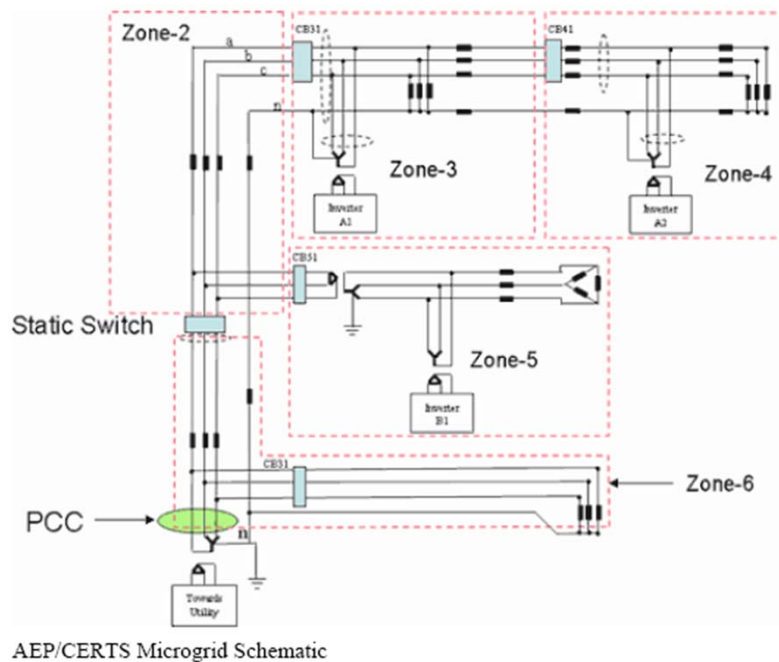 Zone-2
a
b
c
n
CB31
CB41
Zone-3
Zone-4
Inverter
A1
Inverter
A2
CB51
Static Switch
Zone-5
Inverter
B1
CB31
Zone-6
PCC
n
Towards
Utility
AEP/CERTS Microgrid Schematic